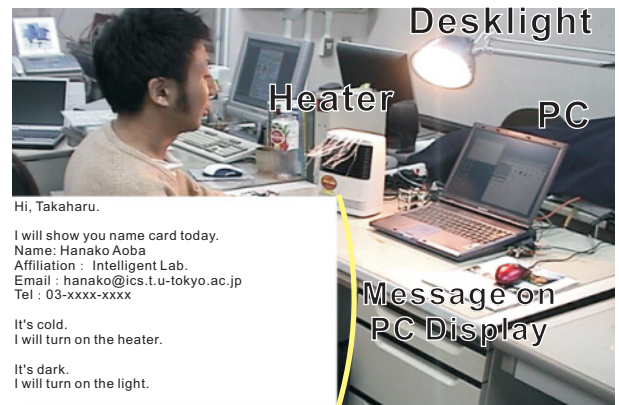 Desklight
Heater
PC
Hi, Takaharu.
I will show you name card today.
Name: Hanako Aoba
Affiliation : Intelligent Lab.
Email : hanako@ics.t.u-tokyo.ac.jp
Tel : 03-xxxx-xxxx
It's cold.
I will turn on the heater.
It's dark.
I will turn on the light.
Message on
PC Display